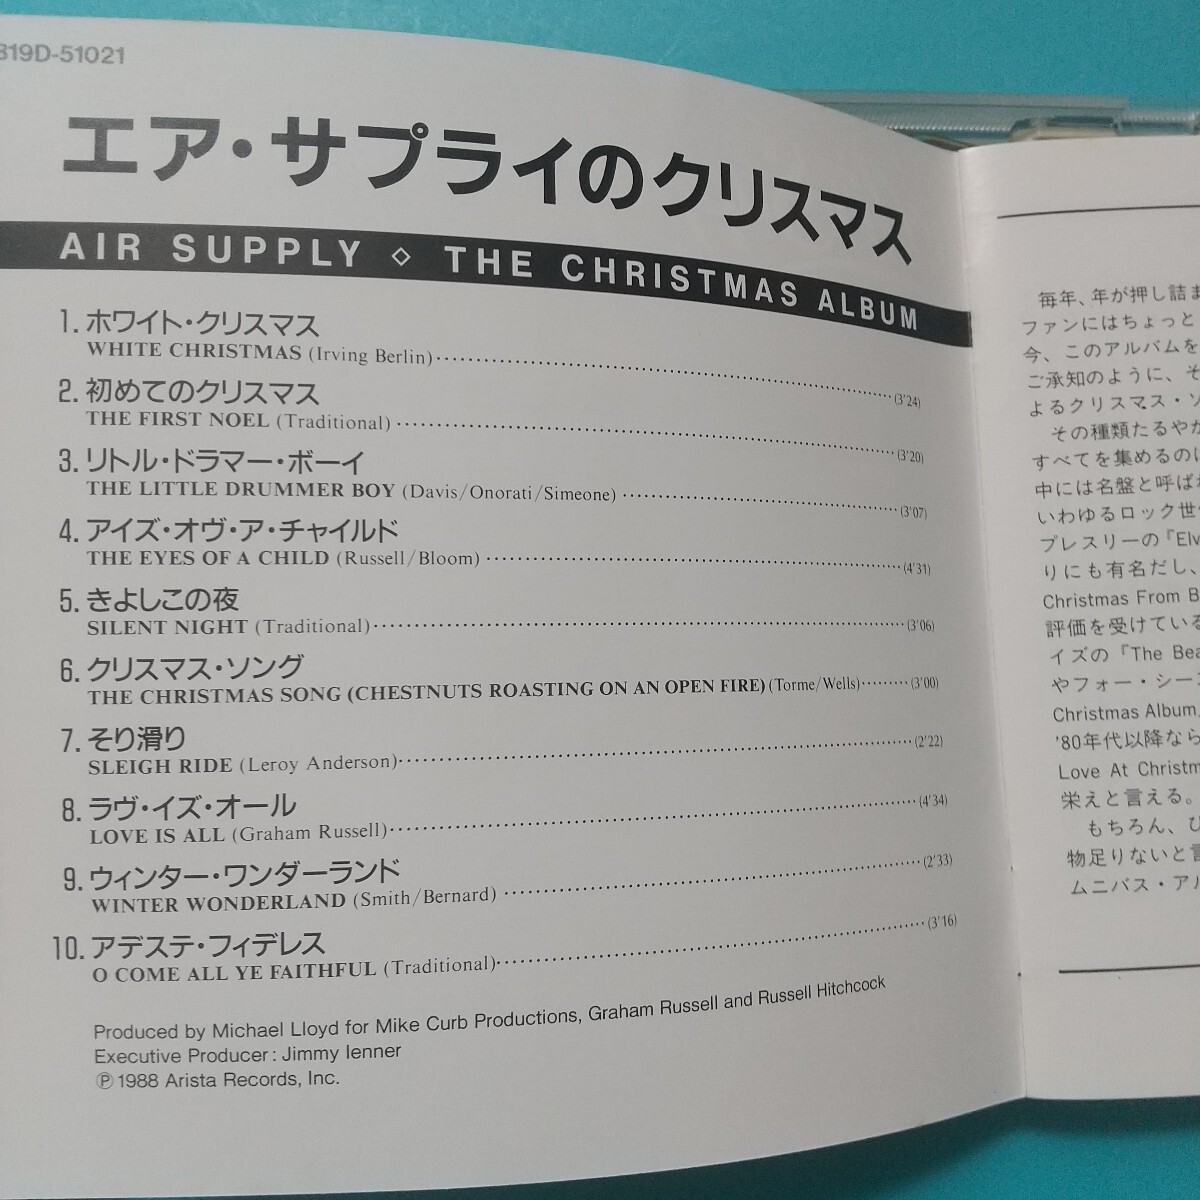 319D-51021
エア・サプライのクリスマス
AIR SUPPLY ◇ THE CHRISTMAS ALBUM
1. ホワイト・クリスマス
WHITE CHRISTMAS (Irving Berlin) (3'24)
2. 初めてのクリスマス
THE FIRST NOEL (Traditional) (3'20)
3. リトル・ドラマー・ボーイ
THE LITTLE DRUMMER BOY (Davis/Onorati/Simeone) (3'07)
4. アイズ・オヴ・ア・チャイルド
THE EYES OF A CHILD (Russell/Bloom) (4'31)
5. きよしこの夜
SILENT NIGHT (Traditional) (3'06)
6. クリスマス・ソング
THE CHRISTMAS SONG (CHESTNUTS ROASTING ON AN OPEN FIRE) (Torme/Wells) (3'00)
7. そり滑り
SLEIGH RIDE (Leroy Anderson) (2'22)
8. ラヴ・イズ・オール
LOVE IS ALL (Graham Russell) (4'34)
9. ウィンター・ワンダーランド
WINTER WONDERLAND (Smith/Bernard) (2'33)
10. アデステ・フィデレス
O COME ALL YE FAITHFUL (Traditional) (3'16)
Produced by Michael Lloyd for Mike Curb Productions, Graham Russell and Russell Hitchcock
Executive Producer: Jimmy Ienner
Ⓟ 1988 Arista Records, Inc.
毎年、年が押し詰ま
ファンにはちょっと
今、このアルバムを
ご承知のように、そ
よるクリスマス・ソ
その種類たるやか
すべてを集めるのは
中には名盤と呼ばれ
いわゆるロック世代
プレスリーの『Elv
りにも有名だし、
Christmas From B
評価を受けている
イズの『The Bea
やフォー・シーズ
Christmas Album
'80年代以降なら
Love At Christm
栄えと言える。
もちろん、ひ
物足りないと言
ムニバス・アル